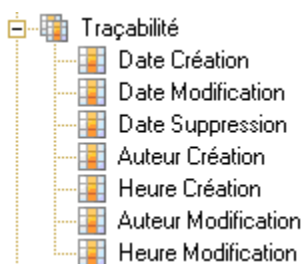 Traçabilité
Date Création
Date Modification
Date Suppression
Auteur Création
Heure Création
Auteur Modification
Heure Modification